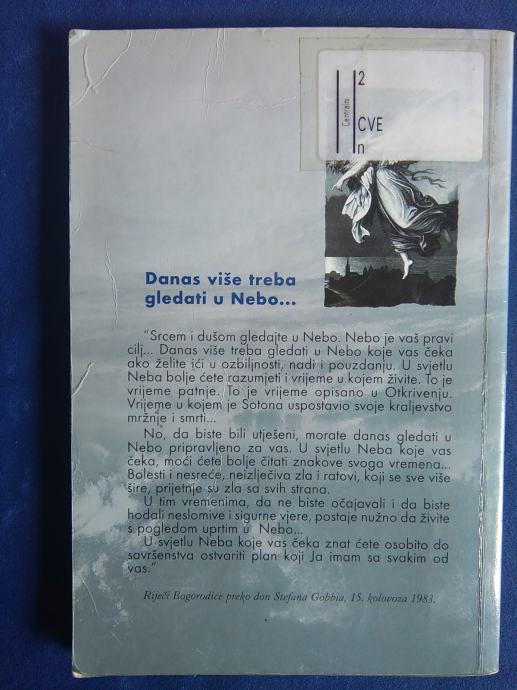 2
Centralni
CVE
n
Danas više treba
gledati u Nebo...
"Srcem i dušom gledajte u Nebo. Nebo je vaš pravi
cilj... Danas više treba gledati u Nebo koje vas čeka
ako želite ići u ozbiljnosti, nadi i pouzdanju. U svjetlu
Neba bolje ćete razumjeti i vrijeme u kojem živite. To je
vrijeme patnje. To je vrijeme opisano u Otkrivenju.
Vrijeme u kojem je Sotona uspostavio svoje kraljevstvo
mržnje i smrti...
No, da biste bili utješeni, morate danas gledati u
Nebo pripravljeno za vas. U svjetlu Neba koje vas
čeka, moći ćete bolje čitati znakove svoga vremena...
Bolesti i nesreće, neizlječiva zla i ratovi, koji se sve više
šire, prijetnje su zla sa svih strana.
U tim vremenima, da ne biste očajavali i da biste
hodali neslomive i sigurne vjere, postaje nužno da živite
s pogledom uprtim u Nebo...
U svjetlu Neba koje vas čeka znat ćete osobito do
savršenstva ostvariti plan koji Ja imam sa svakim od
vas."
Riječi Bogorodice preko don Stefana Gobbia, 15. kolovoza 1983.